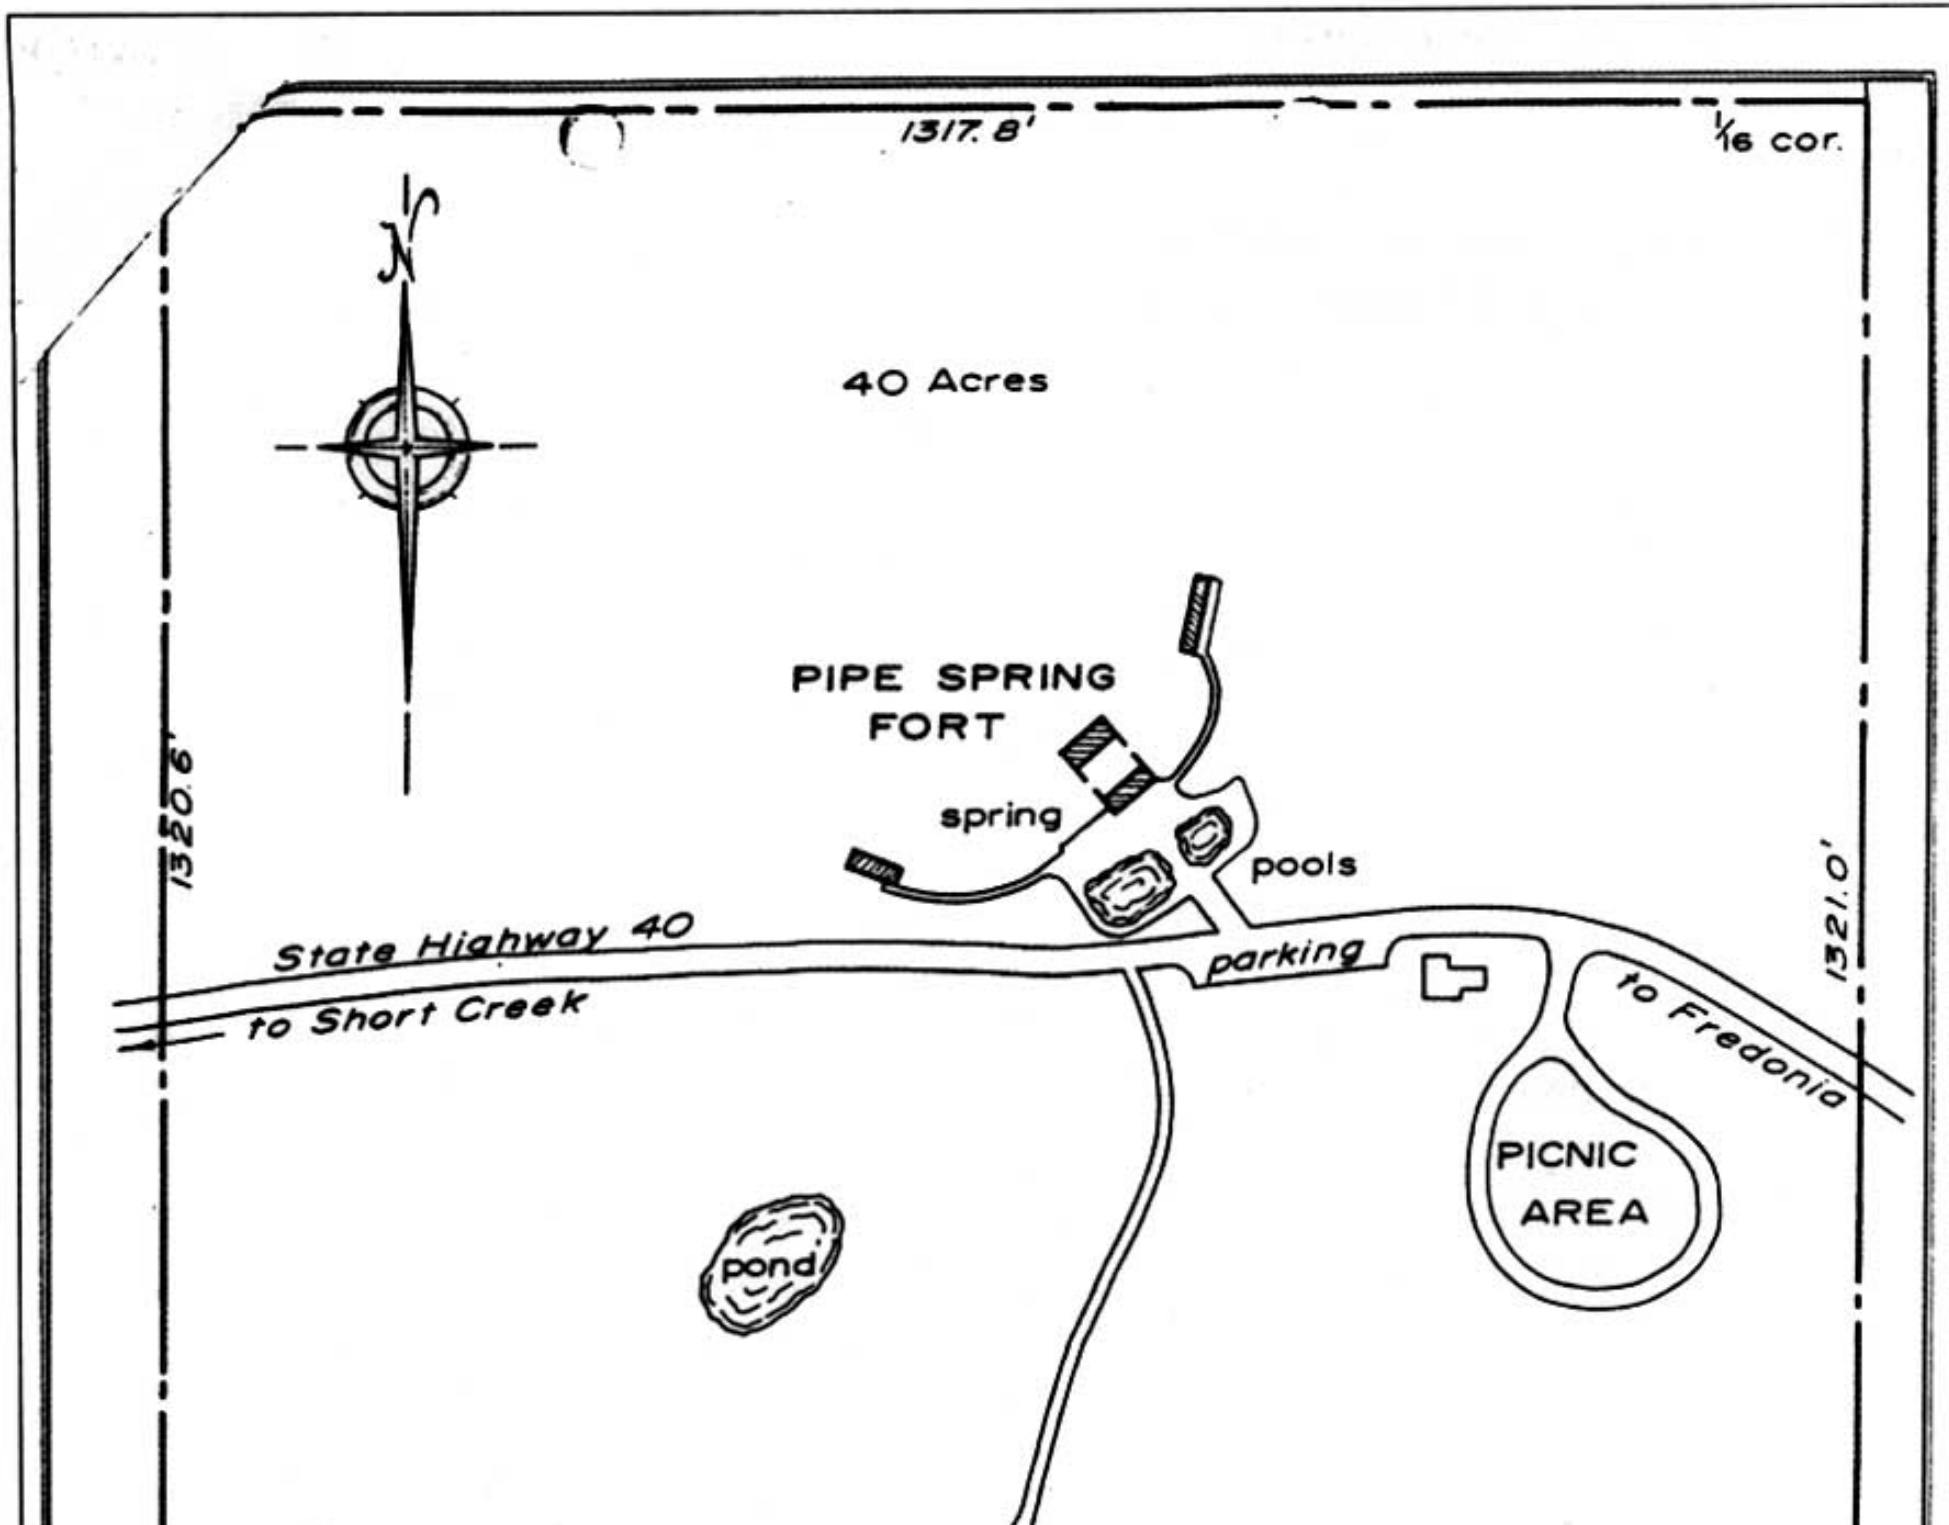 1317.8'
1/16 cor.
N
40 Acres
PIPE SPRING
FORT
1320.6'
spring
pools
1321.0'
State Highway 40
parking
to Short Creek
to Fredonia
PICNIC
AREA
pond